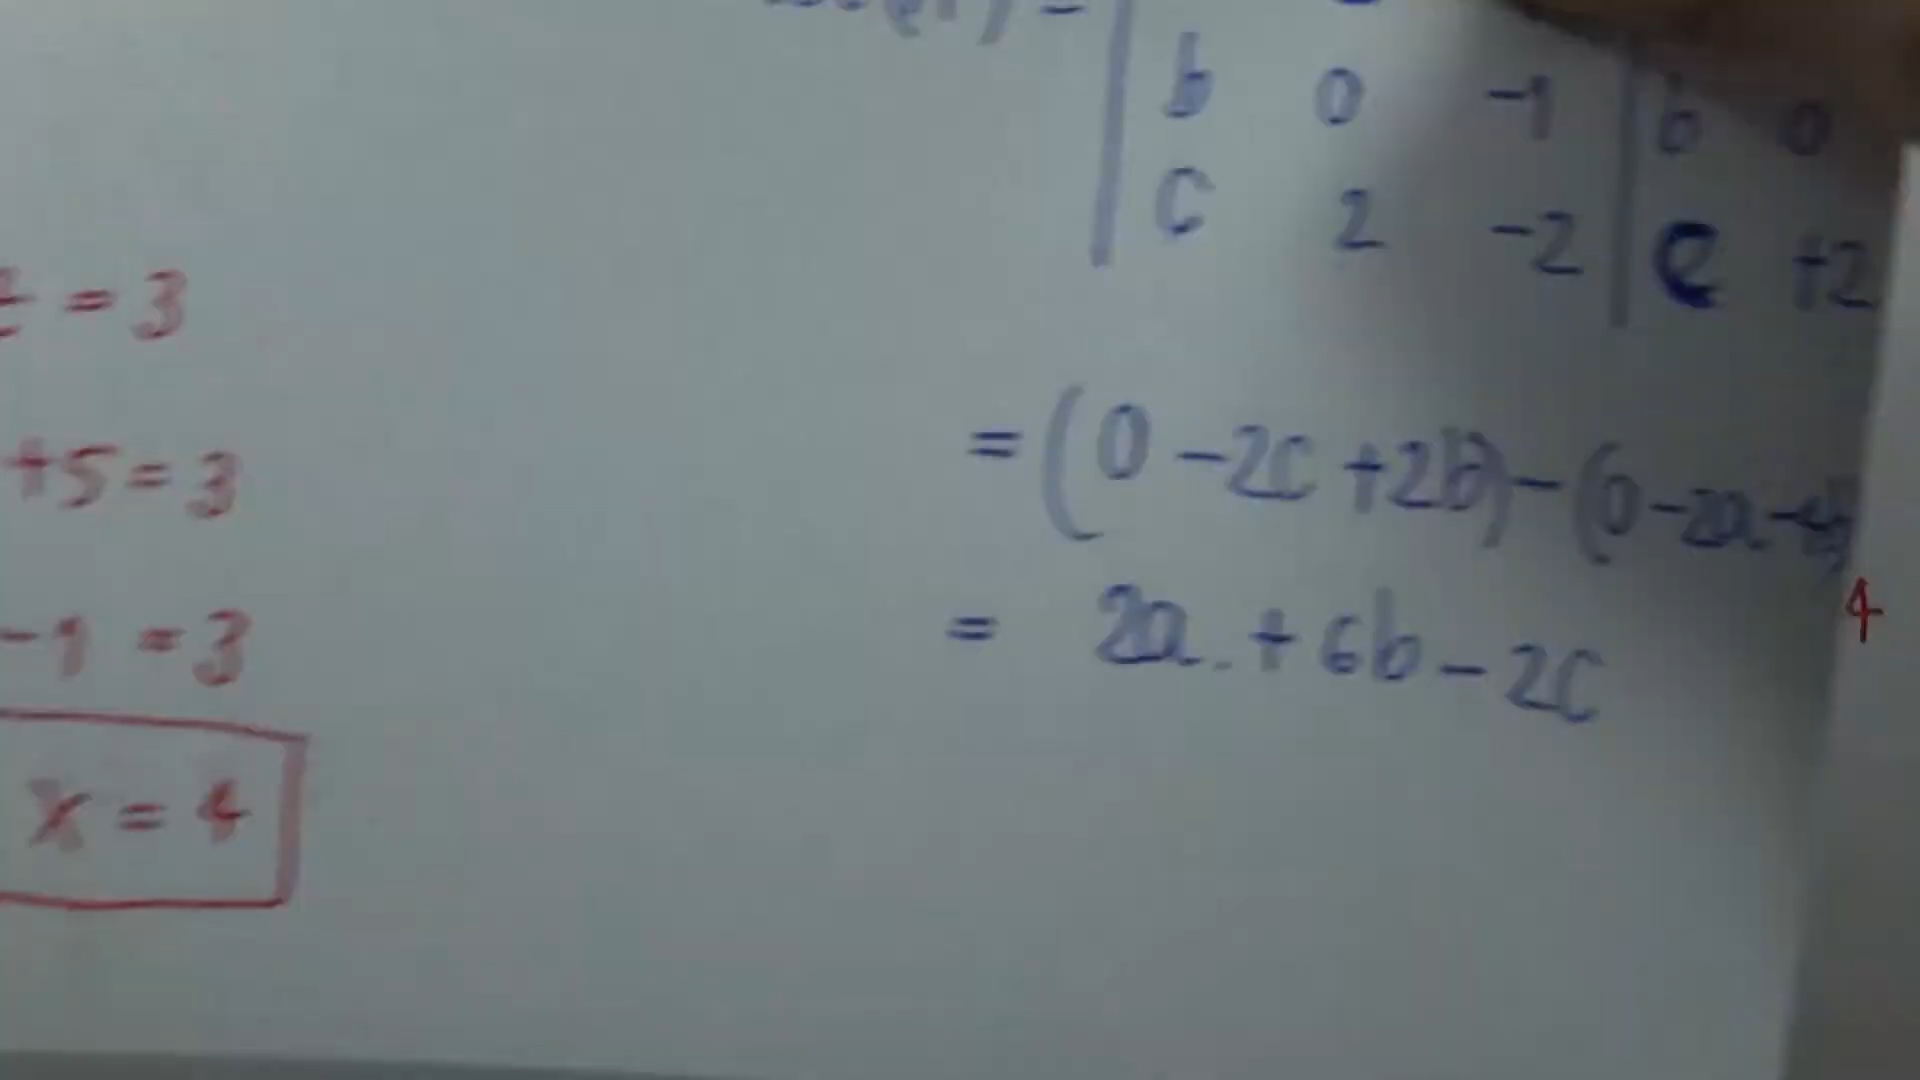 = 3
+5 = 3
-1 = 3
x = 4
b 0 -1 | b 0
c 2 -2 | c +2
= (0 - 2c + 2b) - (0 - 2a - 4b)
= 2a + 6b - 2c
4